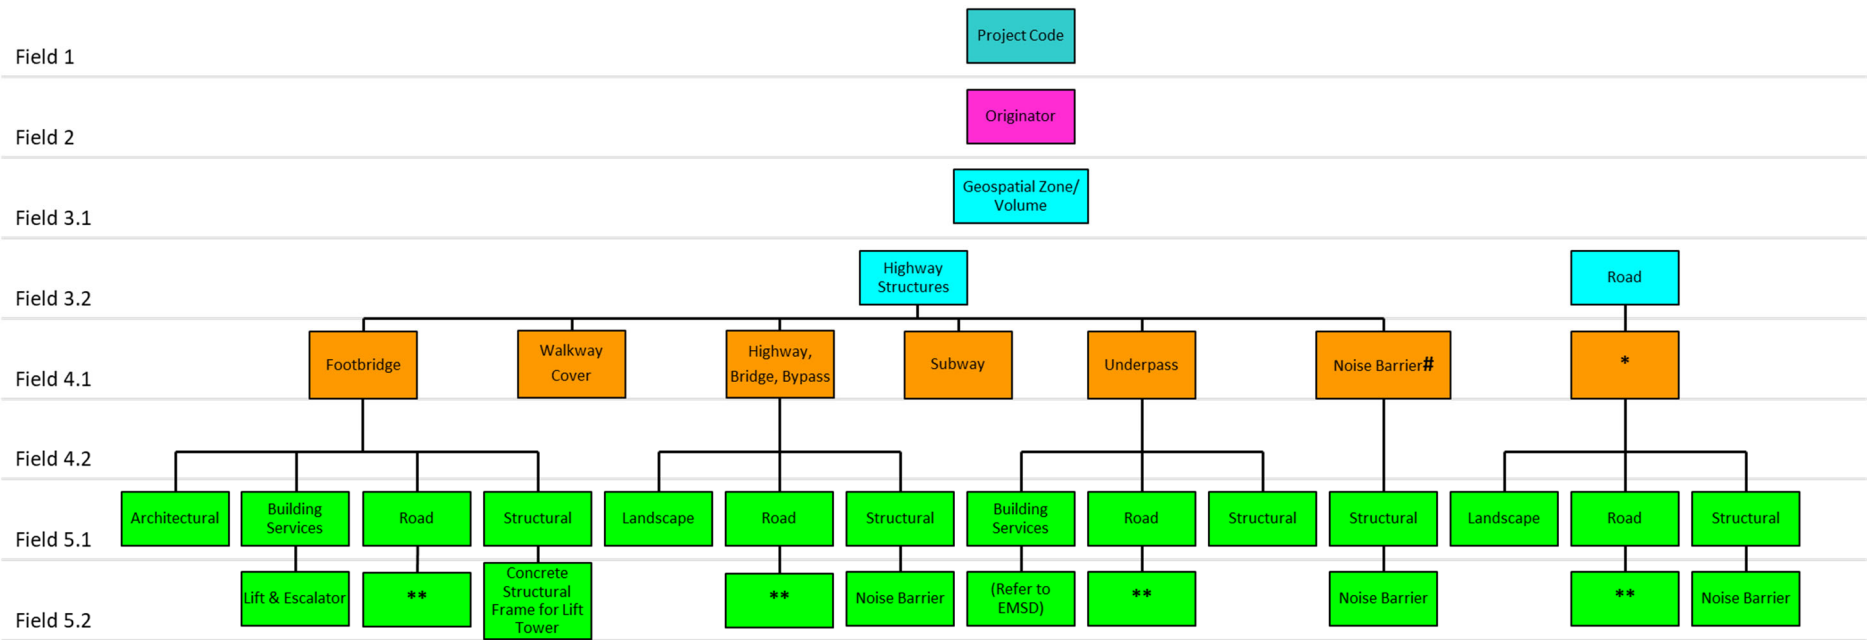 Project Code
Field 1
Originator
Field 2
Geospatial Zone/
Volume
Field 3.1
Highway
Structures
Road
Field 3.2
Footbridge
Walkway
Cover
Highway,
Bridge, Bypass
Subway
Underpass
Noise Barrier#
*
Field 4.1
Field 4.2
Architectural
Building
Services
Road
Structural
Landscape
Road
Structural
Building
Services
Road
Structural
Structural
Landscape
Road
Structural
Field 5.1
Lift & Escalator
**
Concrete
Structural
Frame for Lift
Tower
**
Noise Barrier
(Refer to
EMSD)
**
Noise Barrier
**
Noise Barrier
Field 5.2